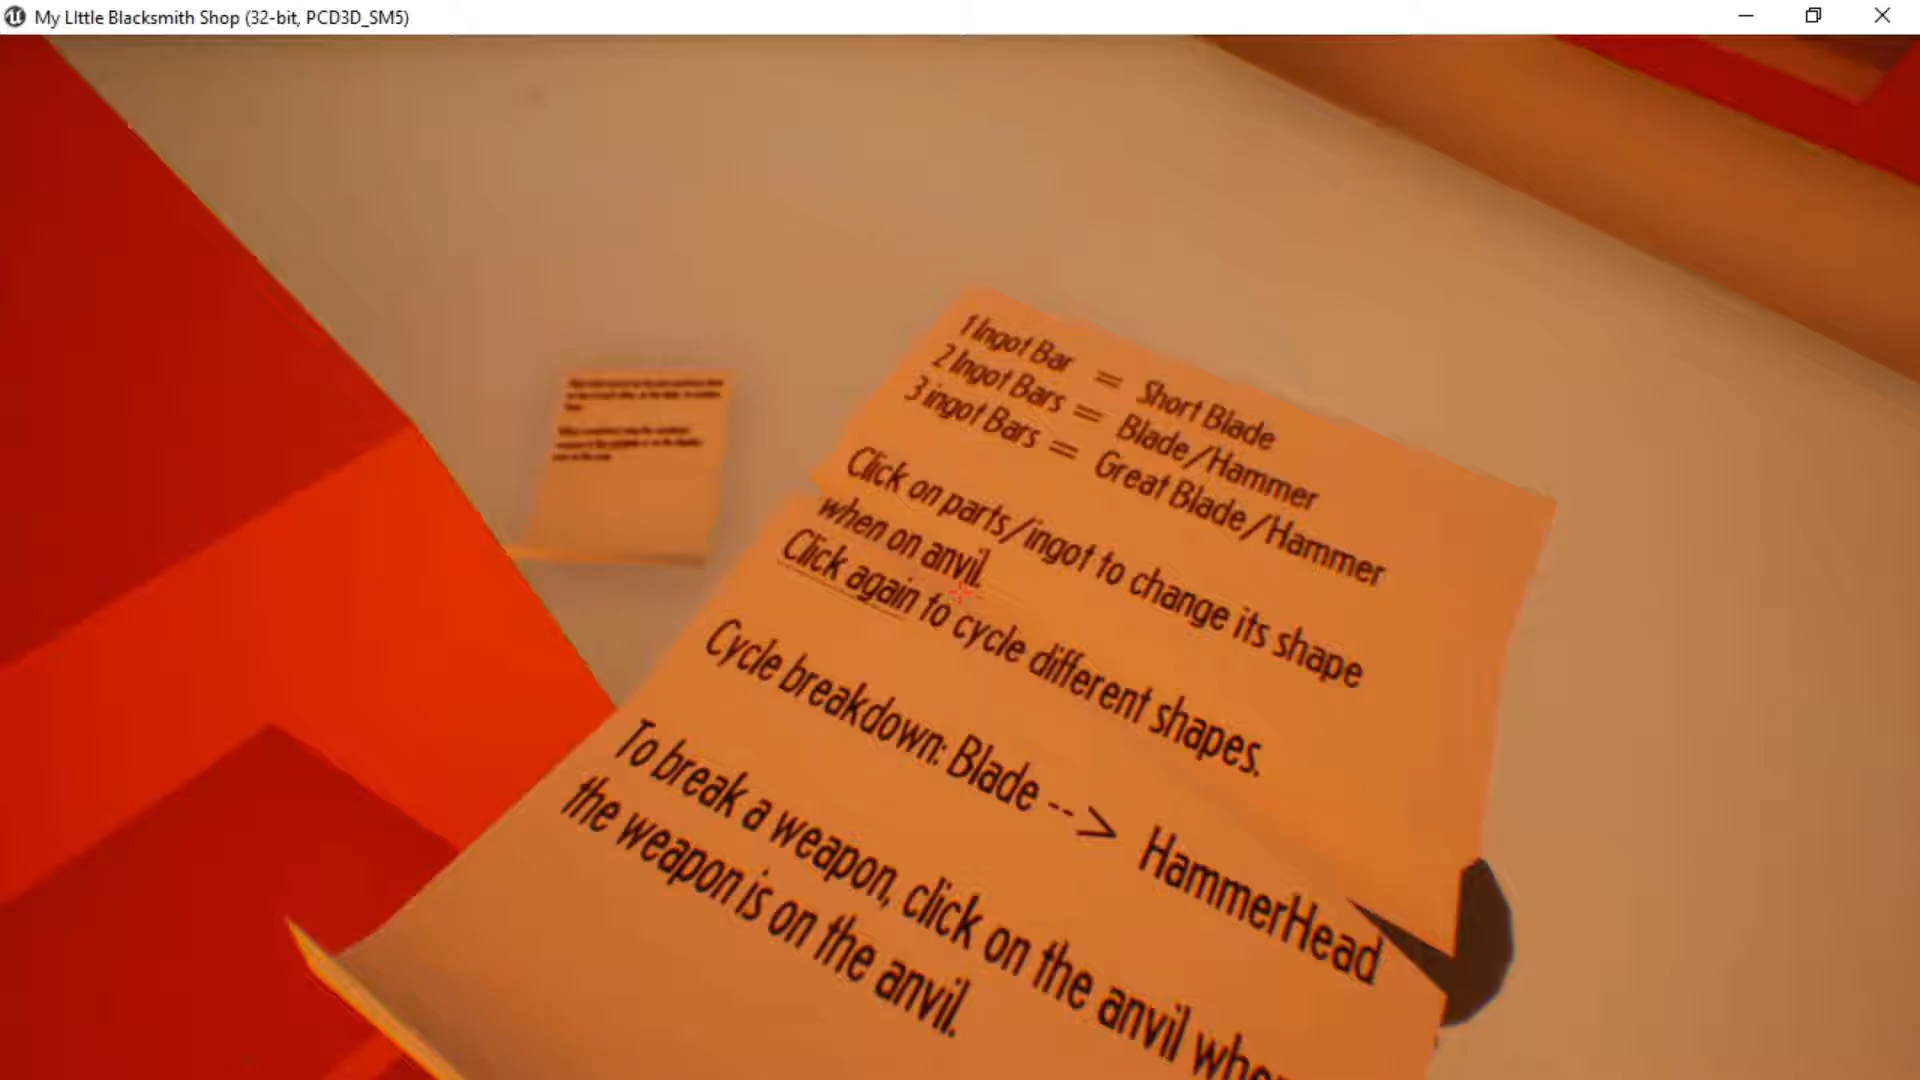 My LIttle Blacksmith Shop (32-bit, PCD3D_SM5)
1 Ingot Bar = Short Blade
2 Ingot Bars = Blade/Hammer
3 ingot Bars = Great Blade/Hammer
Click on parts/ingot to change its shape
when on anvil.
Click again to cycle different shapes.
Cycle breakdown: Blade --> HammerHead
To break a weapon, click on the anvil when
the weapon is on the anvil.